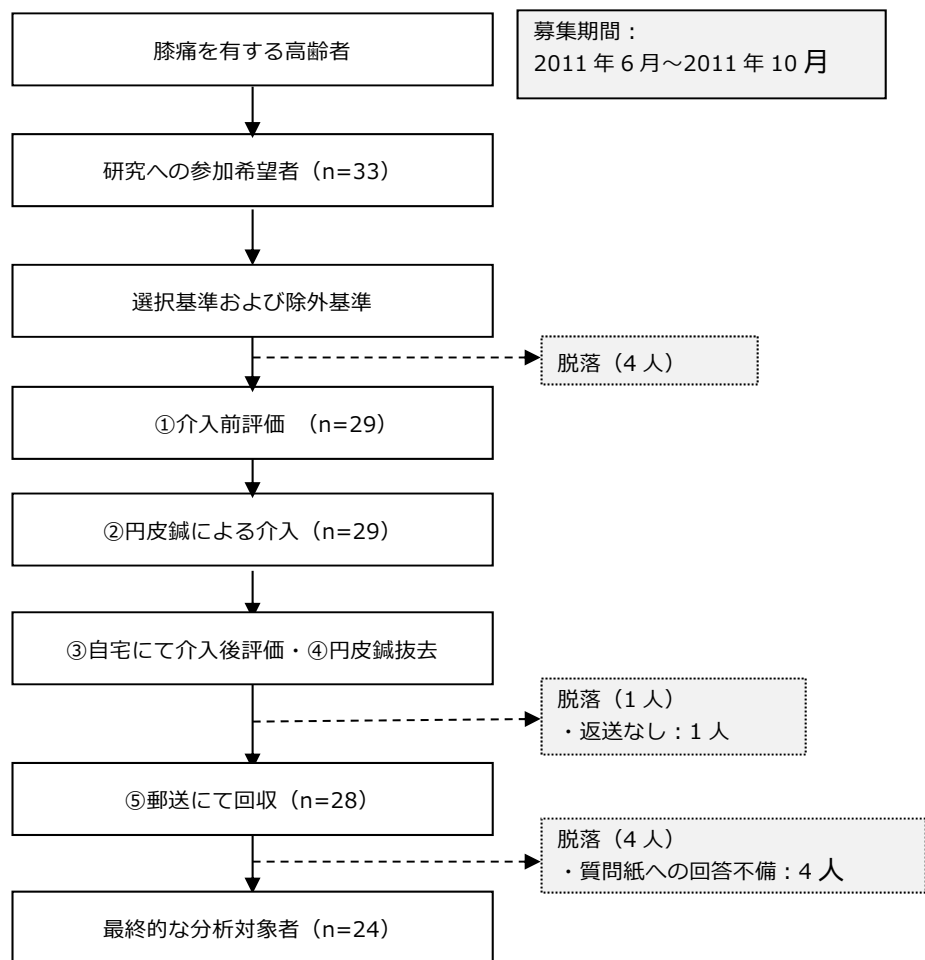 膝痛を有する高齢者
募集期間：
2011 年 6 月～2011 年 10 月
研究への参加希望者（n=33）
選択基準および除外基準
脱落（4 人）
①介入前評価　（n=29）
②円皮鍼による介入（n=29）
③自宅にて介入後評価・④円皮鍼抜去
脱落（1 人）
・返送なし：1 人
⑤郵送にて回収（n=28）
脱落（4 人）
・質問紙への回答不備：4 人
最終的な分析対象者（n=24）